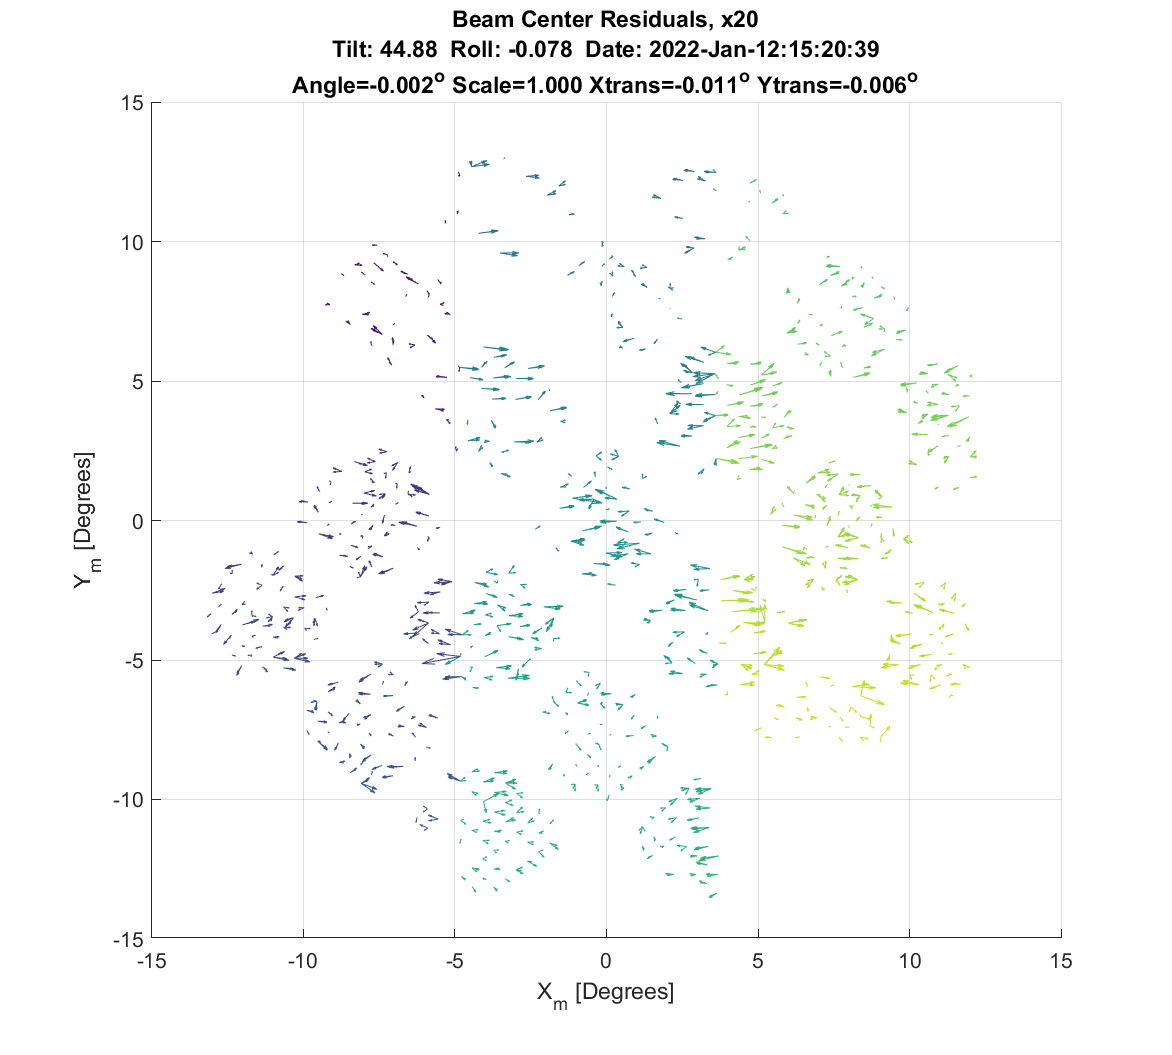 Beam Center Residuals, x20
Tilt: 44.88 Roll: -0.078 Date: 2022-Jan-12:15:20:39
Angle=-0.002° Scale=1.000 Xtrans=-0.011° Ytrans=-0.006°
15
10
5
0
-5
-10
-15
Y_m [Degrees]
-15 -10 -5 0 5 10 15
X_m [Degrees]